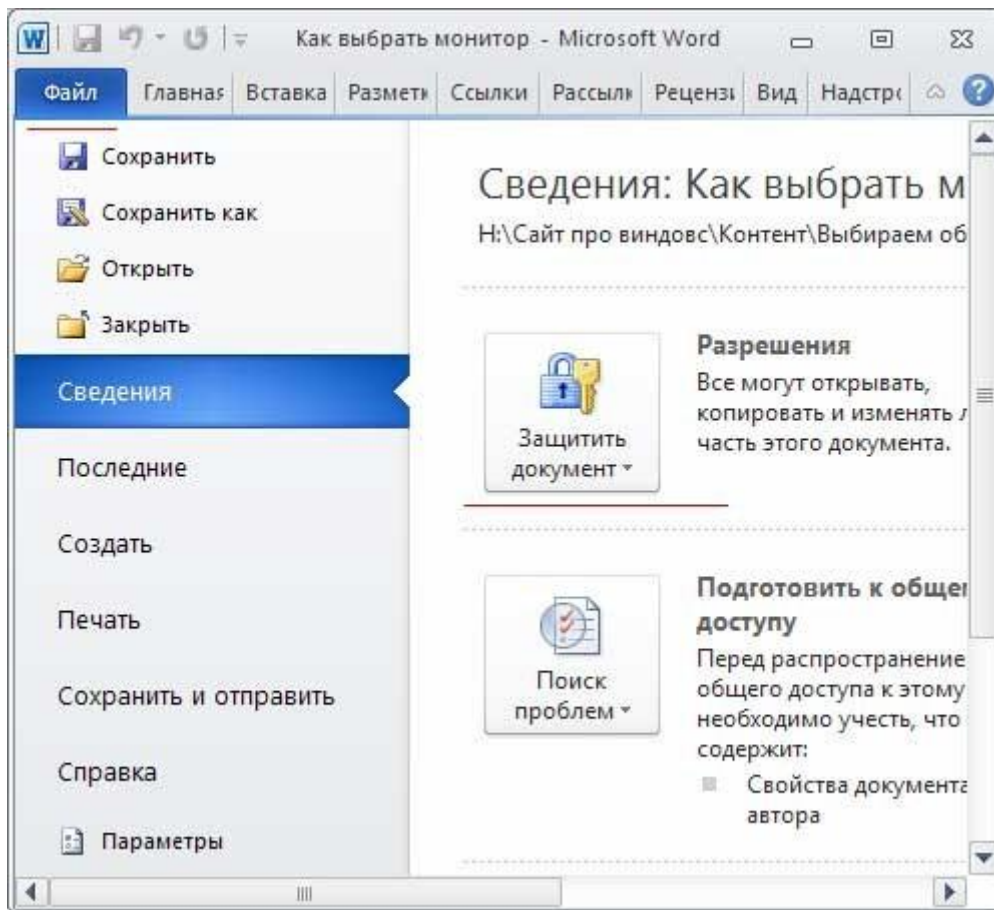 Как выбрать монитор - Microsoft Word
Файл Главная Вставка Разметк Ссылки Рассылк Рецензи Вид Надстро
Сохранить
Сохранить как
Открыть
Закрыть
Сведения
Последние
Создать
Печать
Сохранить и отправить
Справка
Параметры
Сведения: Как выбрать м
H:\Сайт про виндовс\Контент\Выбираем об
Защитить
документ
Разрешения
Все могут открывать,
копировать и изменять л
часть этого документа.
Поиск
проблем
Подготовить к общем
доступу
Перед распространение
общего доступа к этому
необходимо учесть, что
содержит:
Свойства документа
автора